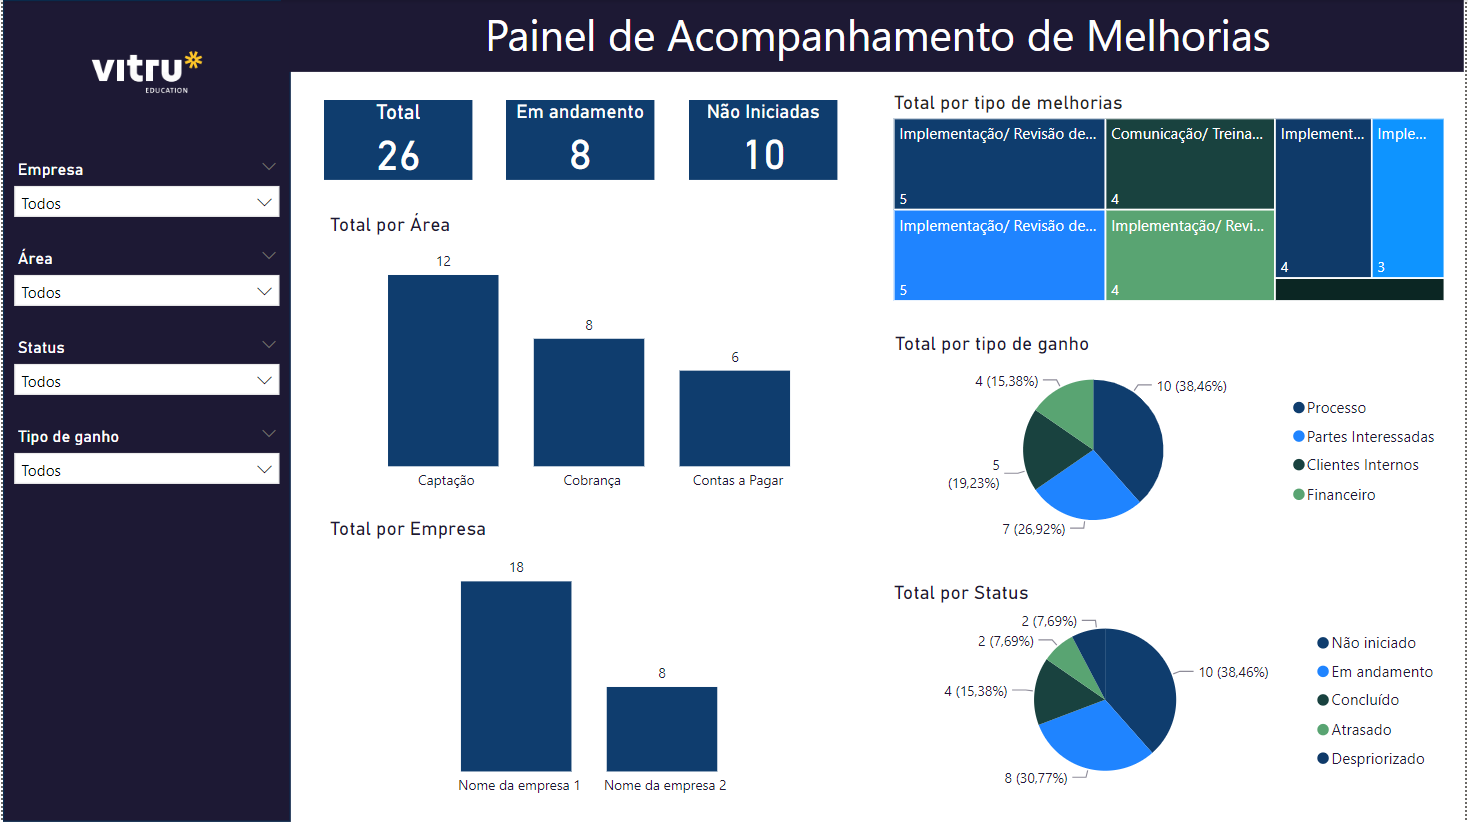 Painel de Acompanhamento de Melhorias
vitru
EDUCATION
Empresa
Todos
Área
Todos
Status
Todos
Tipo de ganho
Todos
Total
26
Em andamento
8
Não Iniciadas
10
Total por Área
12
8
6
Captação
Cobrança
Contas a Pagar
Total por Empresa
18
8
Nome da empresa 1
Nome da empresa 2
Total por tipo de melhorias
Implementação/ Revisão de...
5
Comunicação/ Treina...
4
Implement...
4
Imple...
3
Implementação/ Revisão de...
5
Implementação/ Revi...
4
Total por tipo de ganho
4 (15,38%)
10 (38,46%)
5
(19,23%)
7 (26,92%)
Processo
Partes Interessadas
Clientes Internos
Financeiro
Total por Status
2 (7,69%)
2 (7,69%)
4 (15,38%)
10 (38,46%)
8 (30,77%)
Não iniciado
Em andamento
Concluído
Atrasado
Despriorizado